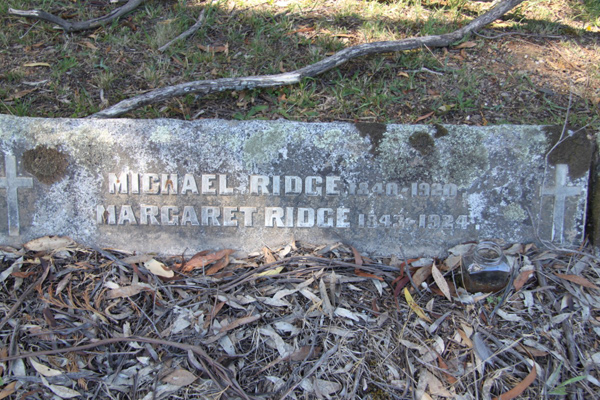 MICHAEL RIDGE 1840-1920
MARGARET RIDGE 1843-1924